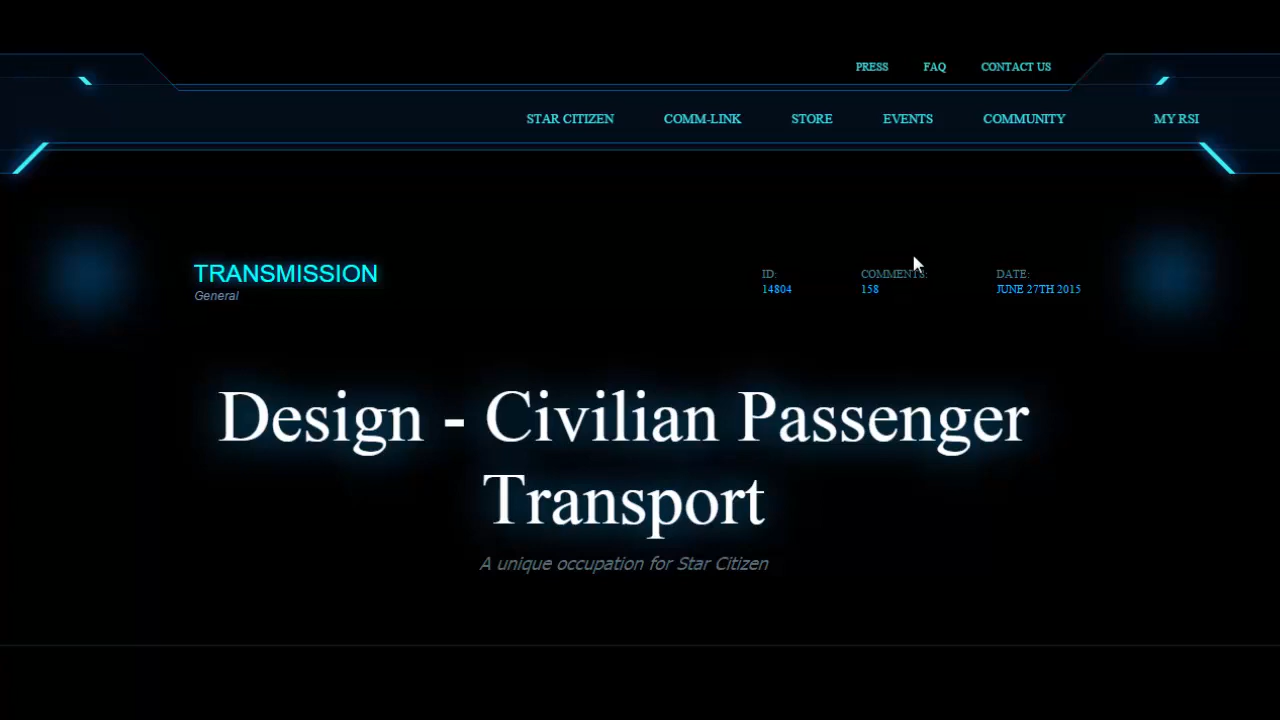 PRESS FAQ CONTACT US
STAR CITIZEN COMM-LINK STORE EVENTS COMMUNITY MY RSI
TRANSMISSION
General
ID: COMMENTS: DATE:
14804 158 JUNE 27TH 2015
Design - Civilian Passenger
Transport
A unique occupation for Star Citizen